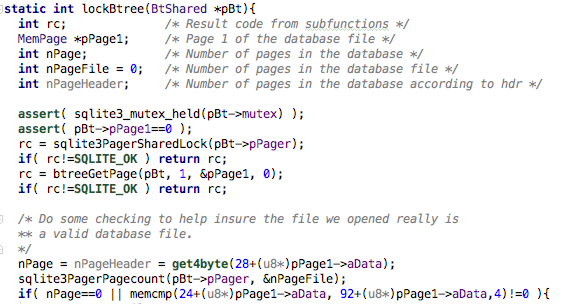 static int lockBtree(BtShared *pBt){
  int rc;              /* Result code from subfunctions */
  MemPage *pPage1;     /* Page 1 of the database file */
  int nPage;           /* Number of pages in the database */
  int nPageFile = 0;   /* Number of pages in the database file */
  int nPageHeader;     /* Number of pages in the database according to hdr */

  assert( sqlite3_mutex_held(pBt->mutex) );
  assert( pBt->pPage1==0 );
  rc = sqlite3PagerSharedLock(pBt->pPager);
  if( rc!=SQLITE_OK ) return rc;
  rc = btreeGetPage(pBt, 1, &pPage1, 0);
  if( rc!=SQLITE_OK ) return rc;

  /* Do some checking to help insure the file we opened really is
  ** a valid database file.
  */
  nPage = nPageHeader = get4byte(28+(u8*)pPage1->aData);
  sqlite3PagerPagecount(pBt->pPager, &nPageFile);
  if( nPage==0 || memcmp(24+(u8*)pPage1->aData, 92+(u8*)pPage1->aData,4)!=0 ){